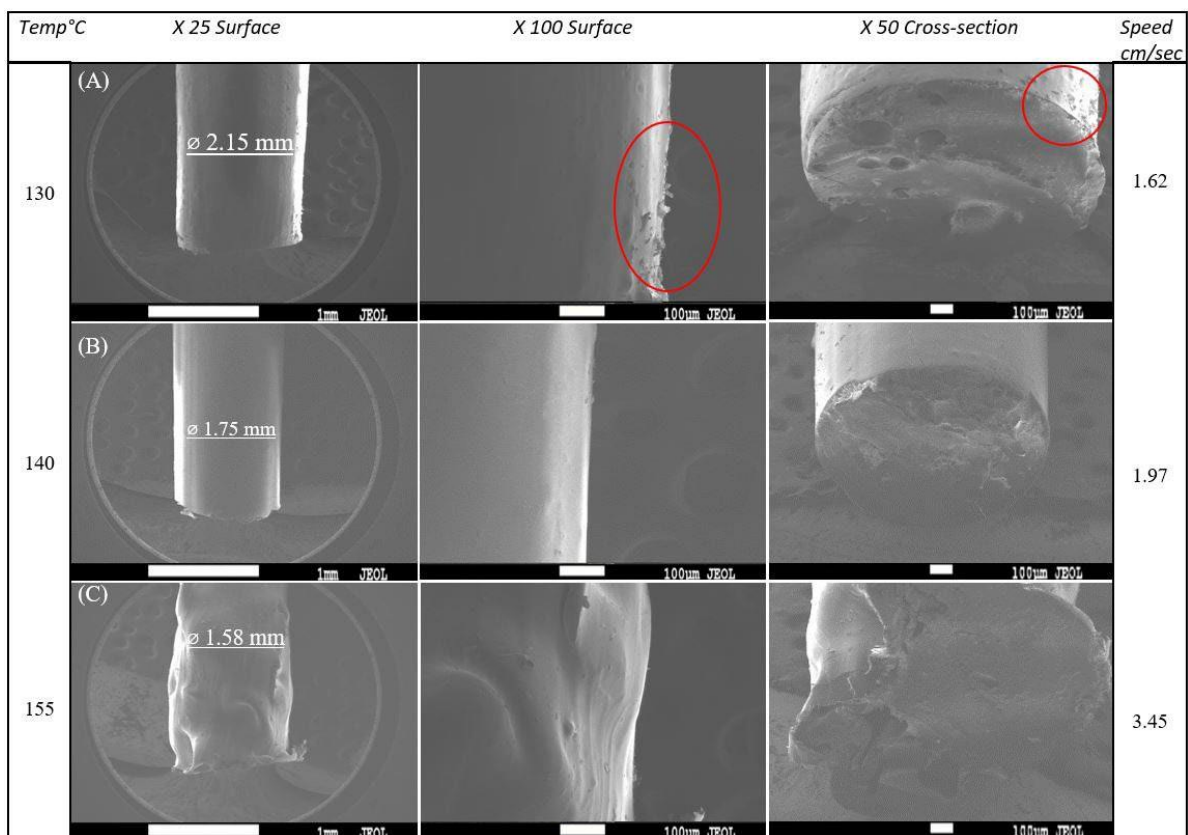 Temp°C X 25 Surface X 100 Surface X 50 Cross-section Speed
cm/sec
(A)
ø 2.15 mm
130
1.62
1mm JEOL 100µm JEOL 100µm JEOL
(B)
ø 1.75 mm
140
1.97
1mm JEOL 100µm JEOL 100µm JEOL
(C)
ø 1.58 mm
155
3.45
1mm JEOL 100µm JEOL 100µm JEOL